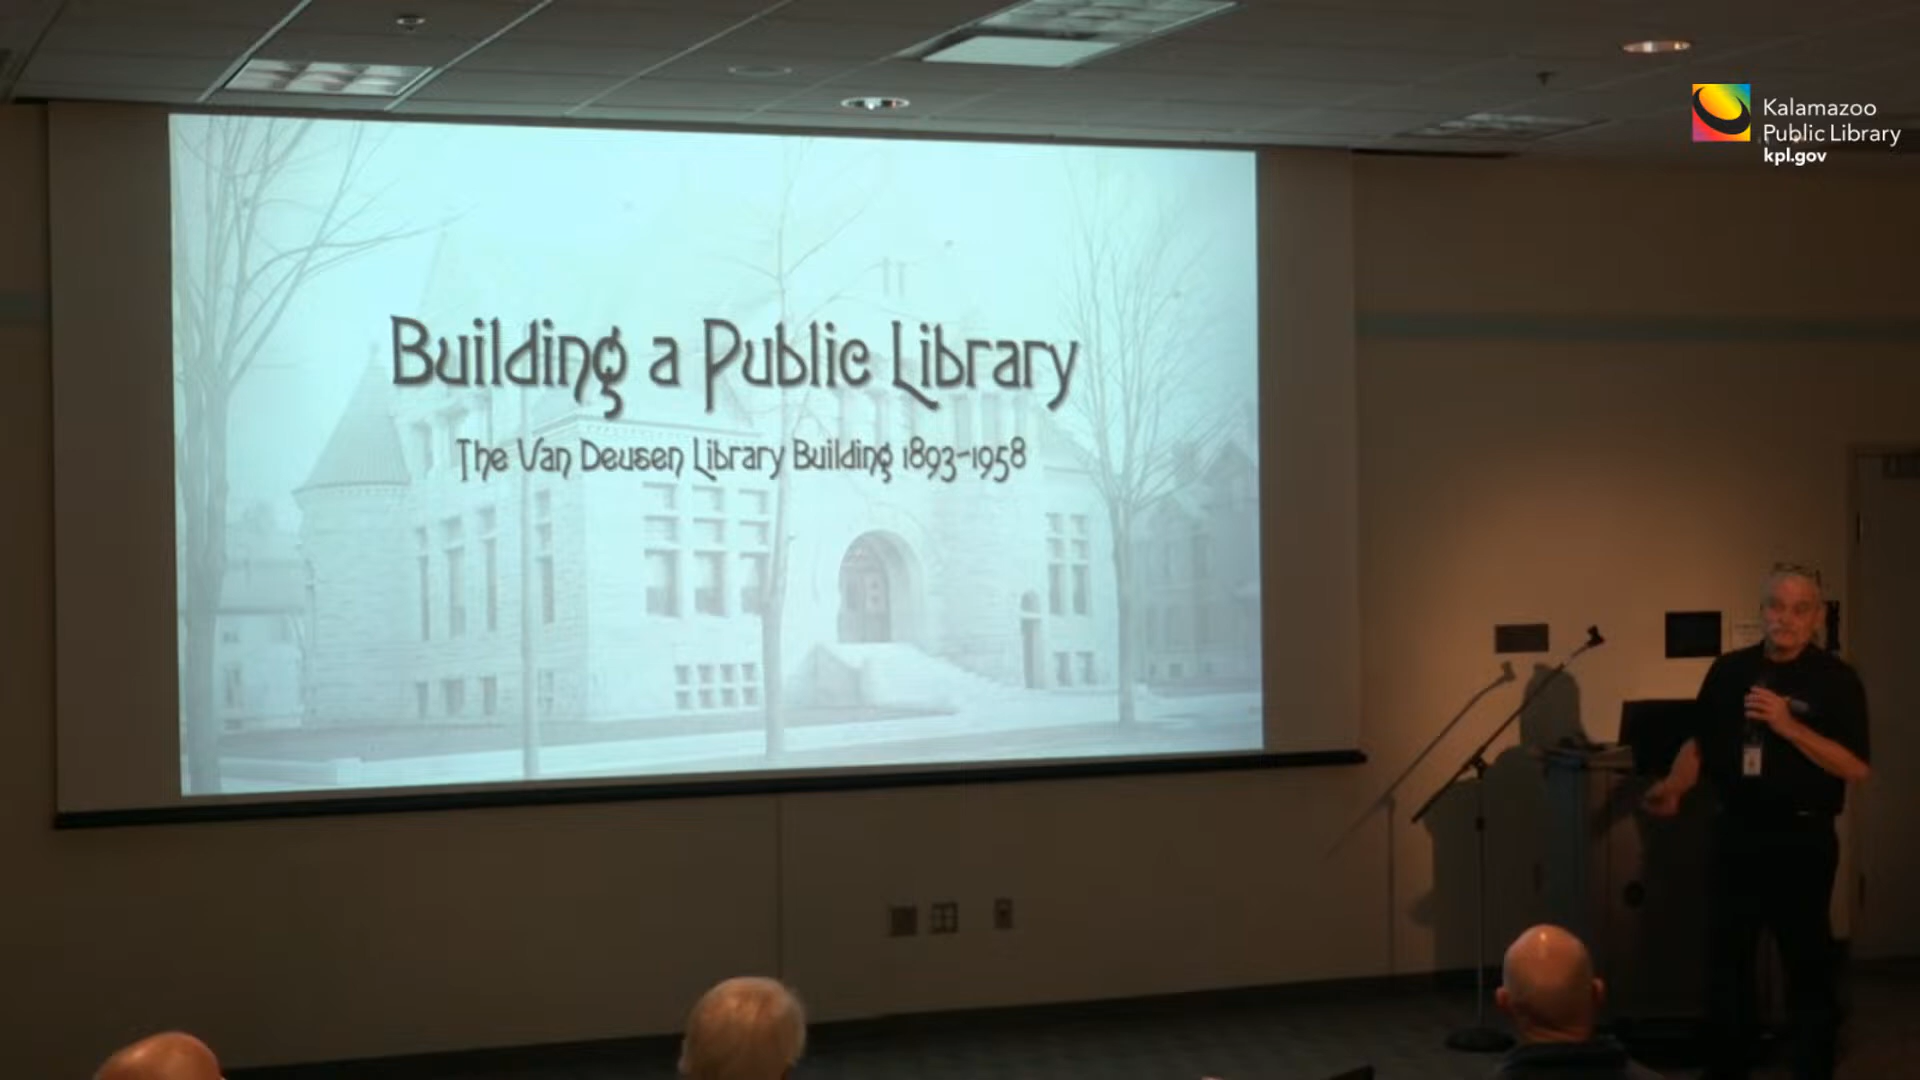 Building a Public Library
The Van Deusen Library Building 1893-1958
Kalamazoo
Public Library
kpl.gov